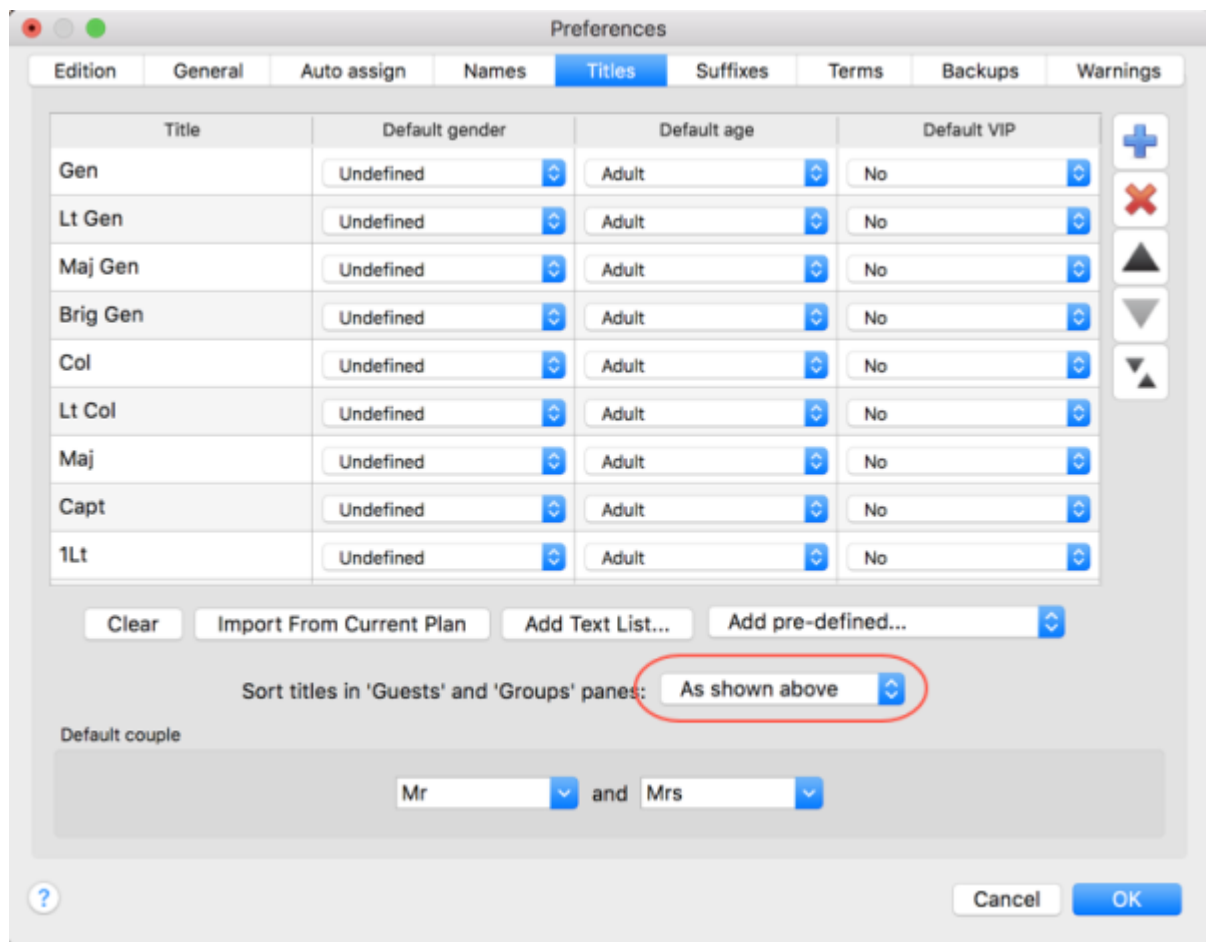 Preferences
Edition General Auto assign Names Titles Suffixes Terms Backups Warnings
Title Default gender Default age Default VIP
Gen Undefined Adult No
Lt Gen Undefined Adult No
Maj Gen Undefined Adult No
Brig Gen Undefined Adult No
Col Undefined Adult No
Lt Col Undefined Adult No
Maj Undefined Adult No
Capt Undefined Adult No
1Lt Undefined Adult No
Clear Import From Current Plan Add Text List... Add pre-defined...
Sort titles in 'Guests' and 'Groups' panes: As shown above
Default couple
Mr and Mrs
? Cancel OK